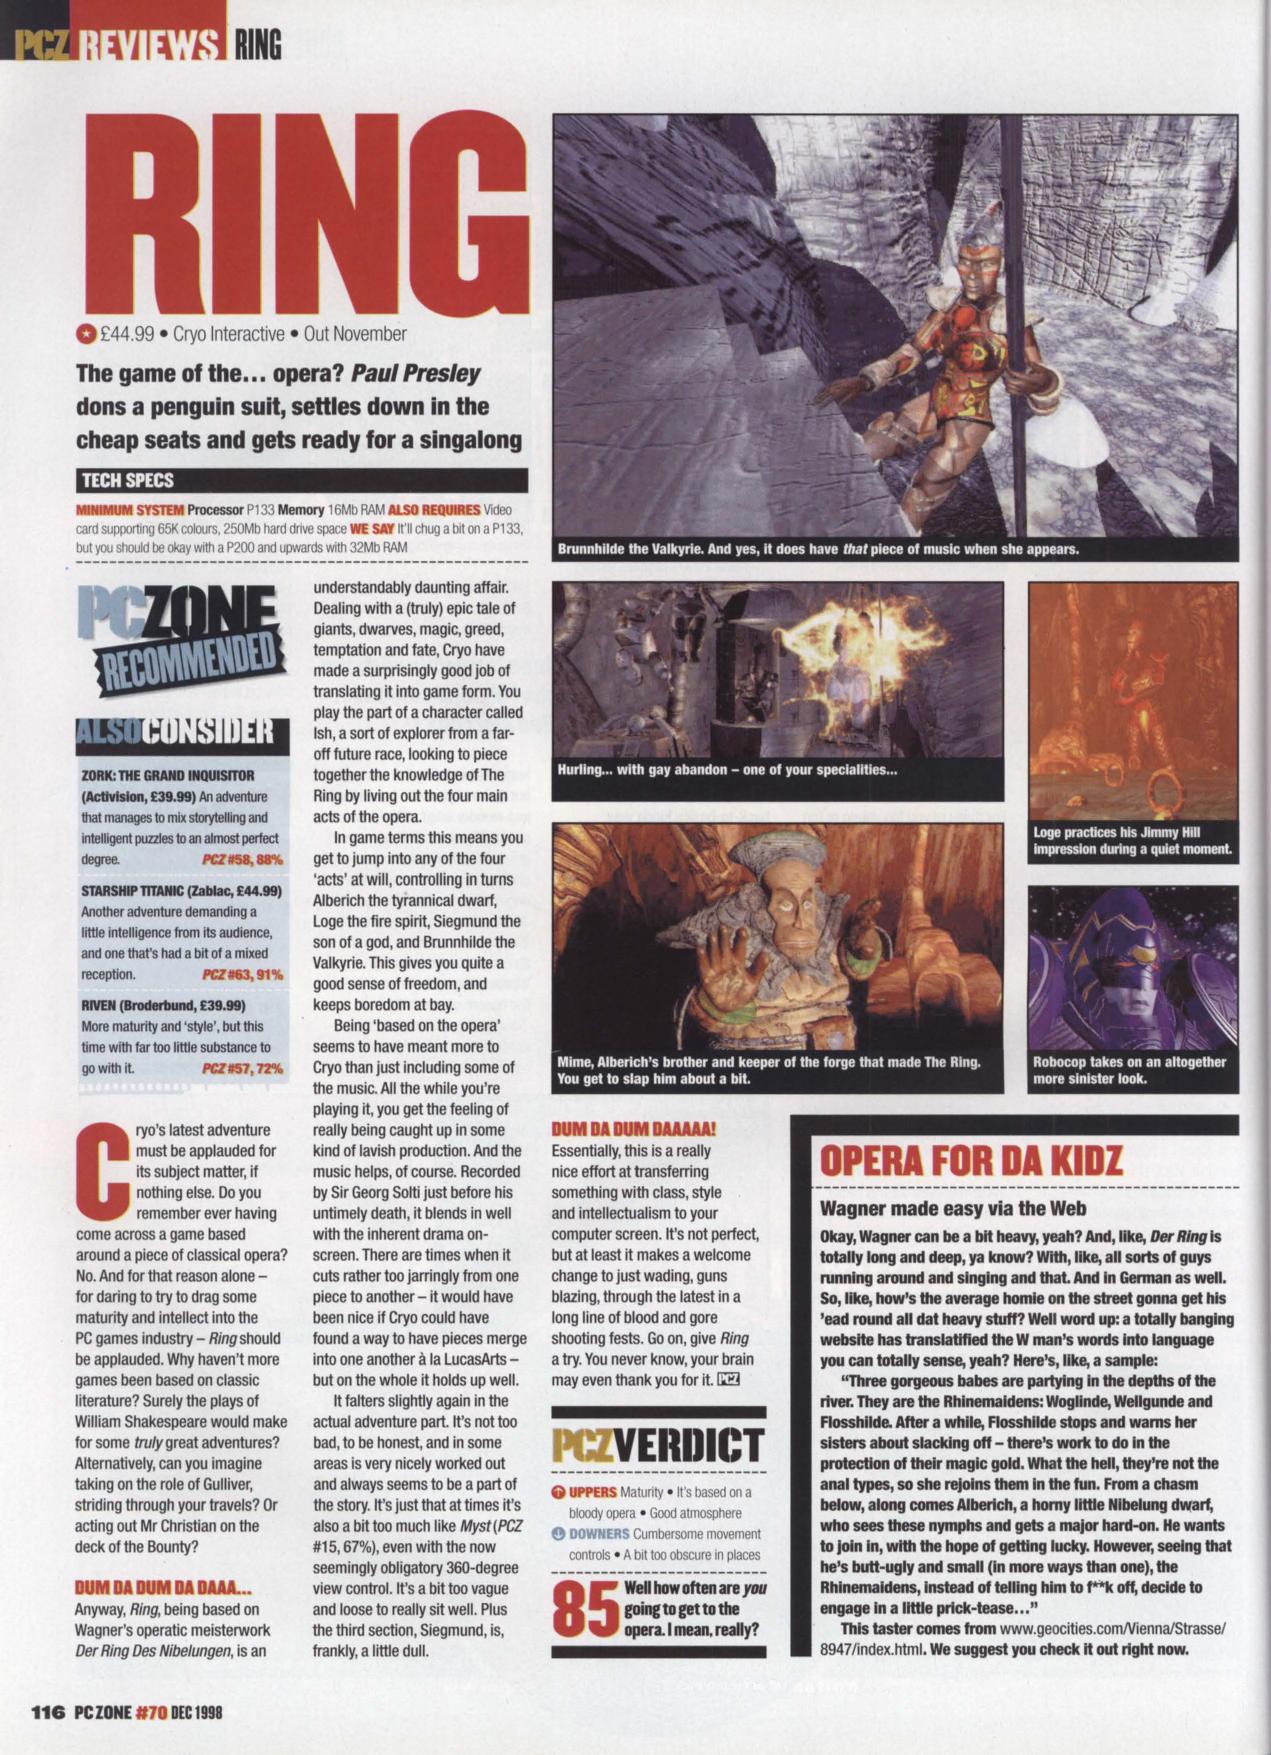 PCZ REVIEWS RING
RING
£44.99 • Cryo Interactive • Out November
The game of the... opera? Paul Presley
dons a penguin suit, settles down in the
cheap seats and gets ready for a singalong
TECH SPECS
MINIMUM SYSTEM Processor P133 Memory 16Mb RAM ALSO REQUIRES Video
card supporting 65K colours, 250Mb hard drive space WE SAY It'll chug a bit on a P133,
but you should be okay with a P200 and upwards with 32Mb RAM
PCZONE
RECOMMENDED
ALSOCONSIDER
ZORK: THE GRAND INQUISITOR
(Activision, £39.99) An adventure
that manages to mix storytelling and
intelligent puzzles to an almost perfect
degree. PCZ #58, 88%
STARSHIP TITANIC (Zablac, £44.99)
Another adventure demanding a
little intelligence from its audience,
and one that's had a bit of a mixed
reception. PCZ #63, 91%
RIVEN (Broderbund, £39.99)
More maturity and 'style', but this
time with far too little substance to
go with it. PCZ #57, 72%
Cryo's latest adventure
must be applauded for
its subject matter, if
nothing else. Do you
remember ever having
come across a game based
around a piece of classical opera?
No. And for that reason alone –
for daring to try to drag some
maturity and intellect into the
PC games industry – Ring should
be applauded. Why haven't more
games been based on classic
literature? Surely the plays of
William Shakespeare would make
for some truly great adventures?
Alternatively, can you imagine
taking on the role of Gulliver,
striding through your travels? Or
acting out Mr Christian on the
deck of the Bounty?
DUM DA DUM DA DAAA...
Anyway, Ring, being based on
Wagner's operatic meisterwork
Der Ring Des Nibelungen, is an
understandably daunting affair.
Dealing with a (truly) epic tale of
giants, dwarves, magic, greed,
temptation and fate, Cryo have
made a surprisingly good job of
translating it into game form. You
play the part of a character called
Ish, a sort of explorer from a far-
off future race, looking to piece
together the knowledge of The
Ring by living out the four main
acts of the opera.
In game terms this means you
get to jump into any of the four
'acts' at will, controlling in turns
Alberich the tyrannical dwarf,
Loge the fire spirit, Siegmund the
son of a god, and Brunnhilde the
Valkyrie. This gives you quite a
good sense of freedom, and
keeps boredom at bay.
Being 'based on the opera'
seems to have meant more to
Cryo than just including some of
the music. All the while you're
playing it, you get the feeling of
really being caught up in some
kind of lavish production. And the
music helps, of course. Recorded
by Sir Georg Solti just before his
untimely death, it blends in well
with the inherent drama on-
screen. There are times when it
cuts rather too jarringly from one
piece to another – it would have
been nice if Cryo could have
found a way to have pieces merge
into one another à la LucasArts –
but on the whole it holds up well.
It falters slightly again in the
actual adventure part. It's not too
bad, to be honest, and in some
areas is very nicely worked out
and always seems to be a part of
the story. It's just that at times it's
also a bit too much like Myst (PCZ
#15, 67%), even with the now
seemingly obligatory 360-degree
view control. It's a bit too vague
and loose to really sit well. Plus
the third section, Siegmund, is,
frankly, a little dull.
Brunnhilde the Valkyrie. And yes, it does have that piece of music when she appears.
Hurling... with gay abandon – one of your specialities...
Loge practices his Jimmy Hill
impression during a quiet moment.
Mime, Alberich's brother and keeper of the forge that made The Ring.
You get to slap him about a bit.
Robocop takes on an altogether
more sinister look.
DUM DA DUM DAAAAA!
Essentially, this is a really
nice effort at transferring
something with class, style
and intellectualism to your
computer screen. It's not perfect,
but at least it makes a welcome
change to just wading, guns
blazing, through the latest in a
long line of blood and gore
shooting fests. Go on, give Ring
a try. You never know, your brain
may even thank you for it. PCZ
PCZVERDICT
UPPERS Maturity • It's based on a
bloody opera • Good atmosphere
DOWNERS Cumbersome movement
controls • A bit too obscure in places
85 Well how often are you
going to get to the
opera. I mean, really?
OPERA FOR DA KIDZ
Wagner made easy via the Web
Okay, Wagner can be a bit heavy, yeah? And, like, Der Ring is
totally long and deep, ya know? With, like, all sorts of guys
running around and singing and that. And in German as well.
So, like, how's the average homie on the street gonna get his
'ead round all dat heavy stuff? Well word up: a totally banging
website has translatified the W man's words into language
you can totally sense, yeah? Here's, like, a sample:
"Three gorgeous babes are partying in the depths of the
river. They are the Rhinemaidens: Woglinde, Wellgunde and
Flosshilde. After a while, Flosshilde stops and warns her
sisters about slacking off – there's work to do in the
protection of their magic gold. What the hell, they're not the
anal types, so she rejoins them in the fun. From a chasm
below, along comes Alberich, a horny little Nibelung dwarf,
who sees these nymphs and gets a major hard-on. He wants
to join in, with the hope of getting lucky. However, seeing that
he's butt-ugly and small (in more ways than one), the
Rhinemaidens, instead of telling him to f**k off, decide to
engage in a little prick-tease..."
This taster comes from www.geocities.com/Vienna/Strasse/
8947/index.html. We suggest you check it out right now.
116 PCZONE #70 DEC 1998